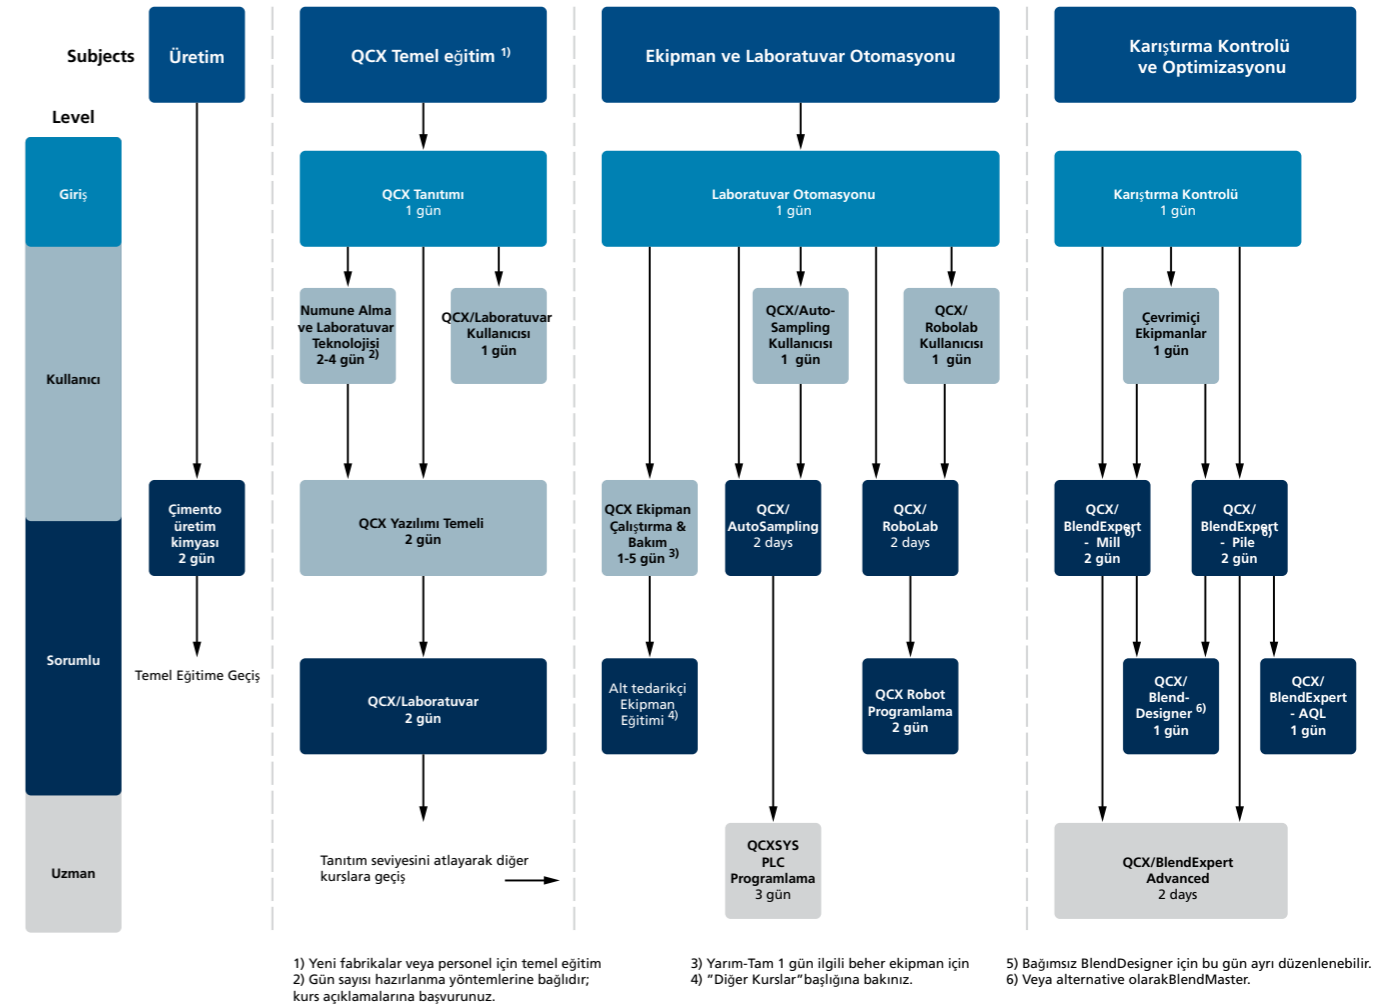 Subjects
Üretim
QCX Temel eğitim 1)
Ekipman ve Laboratuvar Otomasyonu
Karıştırma Kontrolü
ve Optimizasyonu
Level
Giriş
QCX Tanıtımı
1 gün
Laboratuvar Otomasyonu
1 gün
Karıştırma Kontrolü
1 gün
Kullanıcı
Numune Alma
ve Laboratuvar
Teknolojisi
2-4 gün 2)
QCX/Laboratuvar
Kullanıcısı
1 gün
QCX/Auto-
Sampling
Kullanıcısı
1 gün
QCX/
Robolab
Kullanıcısı
1 gün
Çevrimiçi
Ekipmanlar
1 gün
Çimento
üretim
kimyası
2 gün
QCX Yazılımı Temeli
2 gün
QCX Ekipman
Çalıştırma &
Bakım
1-5 gün 3)
QCX/
AutoSampling
2 days
QCX/
RoboLab
2 days
QCX/
BlendExpert
- Mill 6)
2 gün
QCX/
BlendExpert
- Pile 6)
2 gün
Sorumlu
Temel Eğitime Geçiş
QCX/Laboratuvar
2 gün
Alt tedarikçi
Ekipman
Eğitimi 4)
QCX Robot
Programlama
2 gün
QCX/
Blend-
Designer 6)
1 gün
QCX/
BlendExpert
- AQL
1 gün
Uzman
Tanıtım seviyesini atlayarak diğer
kurslara geçiş
QCXSYS
PLC
Programlama
3 gün
QCX/BlendExpert
Advanced
2 days
1) Yeni fabrikalar veya personel için temel eğitim
2) Gün sayısı hazırlanma yöntemlerine bağlıdır;
kurs açıklamalarına başvurunuz.
3) Yarım-Tam 1 gün ilgili beher ekipman için
4) “Diğer Kurslar”başlığına bakınız.
5) Bağımsız BlendDesigner için bu gün ayrı düzenlenebilir.
6) Veya alternative olarakBlendMaster.